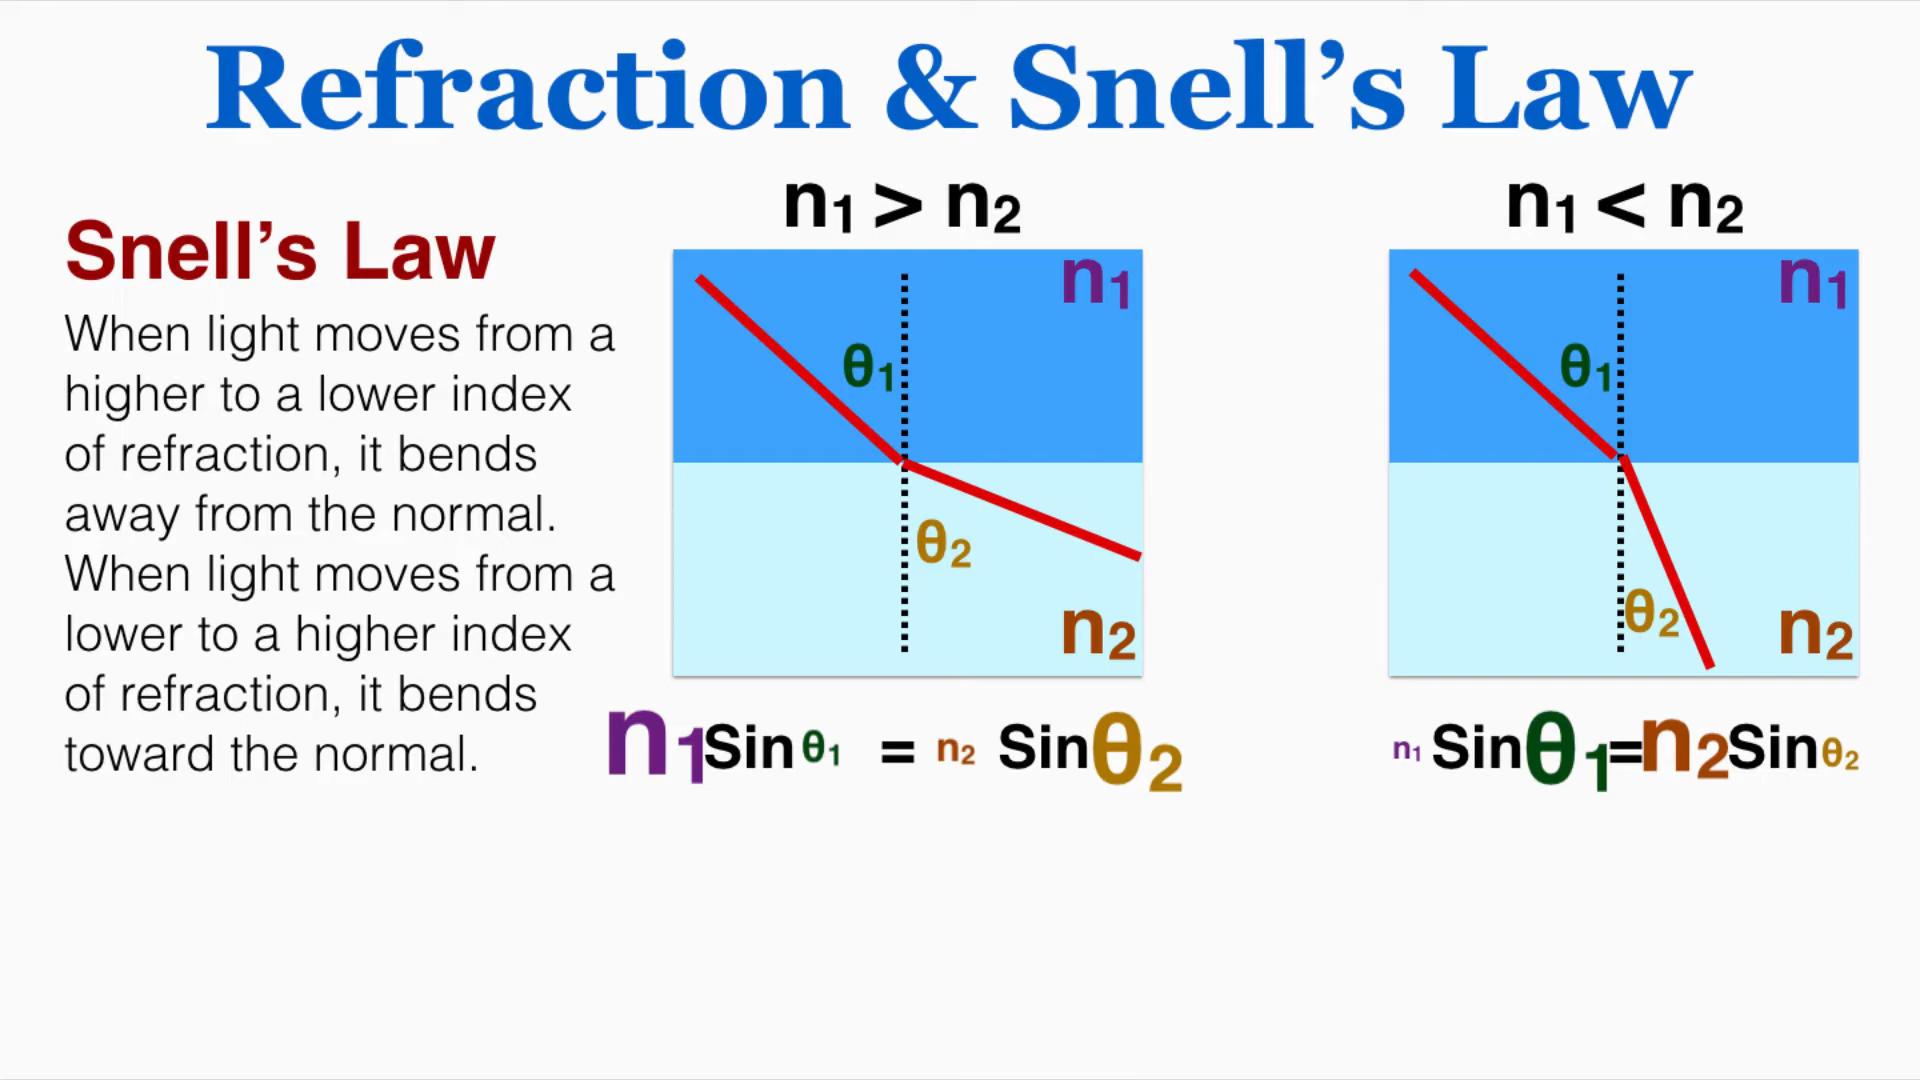 Refraction & Snell’s Law
Snell’s Law
When light moves from a
higher to a lower index
of refraction, it bends
away from the normal.
When light moves from a
lower to a higher index
of refraction, it bends
toward the normal.
n1 > n2
n1
θ1
θ2
n2
n1Sin θ1 = n2 Sinθ2
n1 < n2
n1
θ1
θ2
n2
n1 Sinθ1=n2Sinθ2